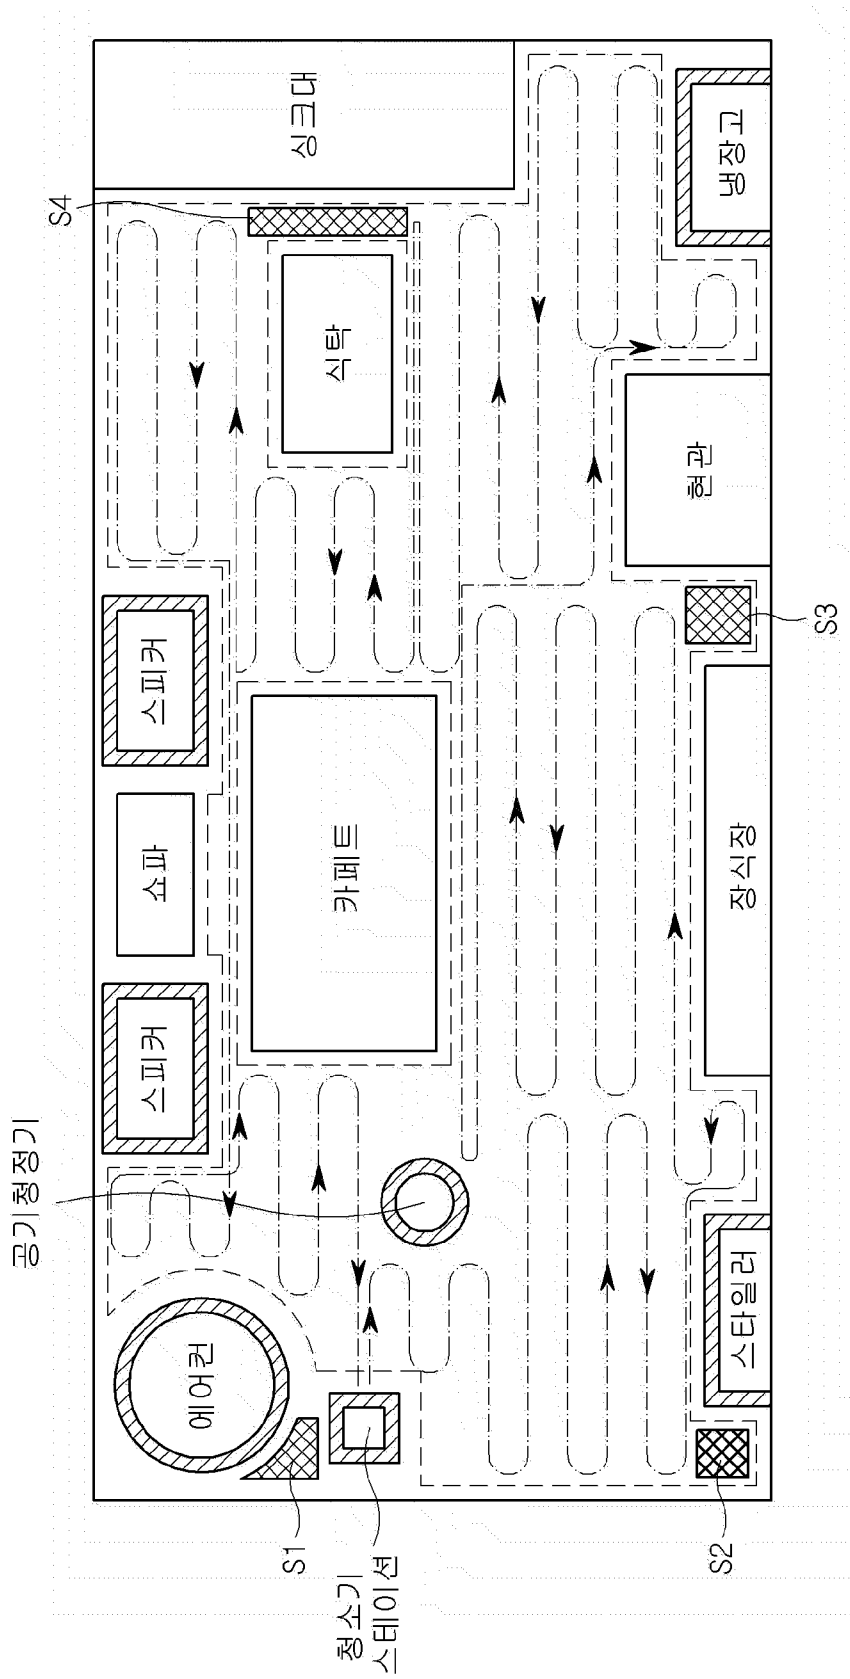 공기청정기
S4
스피커
소파
스피커
에어컨
S1
싱크대
식탁
카페트
청소기
스테이션
현관
S2
스타일러
장식장
냉장고
S3